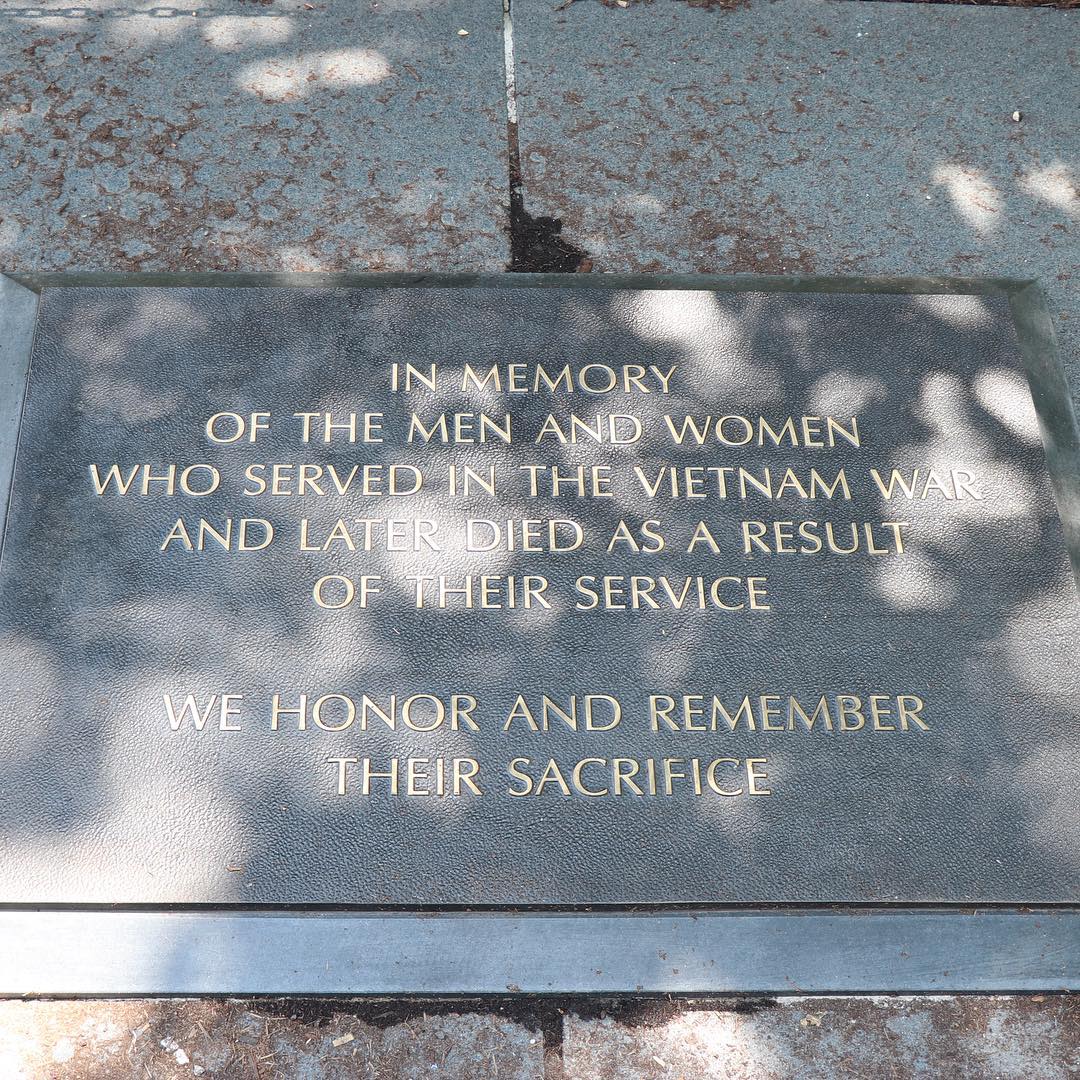 IN MEMORY
OF THE MEN AND WOMEN
WHO SERVED IN THE VIETNAM WAR
AND LATER DIED AS A RESULT
OF THEIR SERVICE
WE HONOR AND REMEMBER
THEIR SACRIFICE